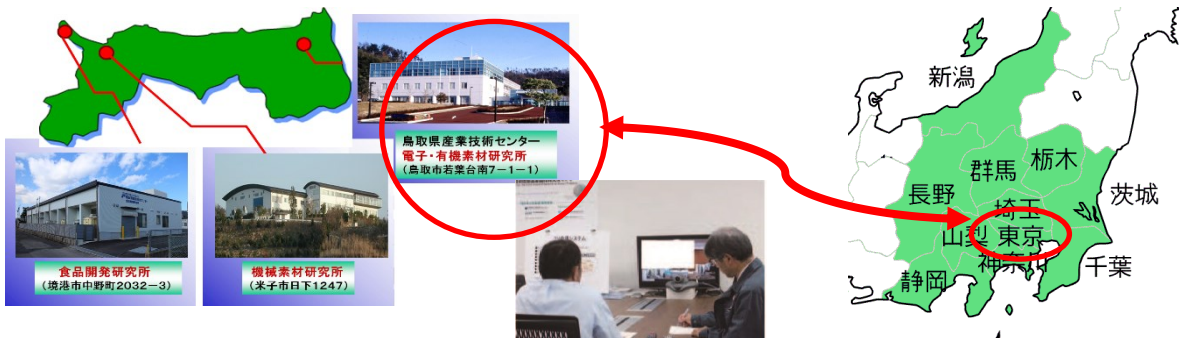 鳥取県産業技術センター
電子・有機素材研究所
(鳥取市若葉台南7-1-1)
食品開発研究所
(境港市中野町2032-3)
機械素材研究所
(米子市日下1247)
新潟
群馬
栃木
長野
埼玉
茨城
山梨
東京
神奈川
千葉
静岡